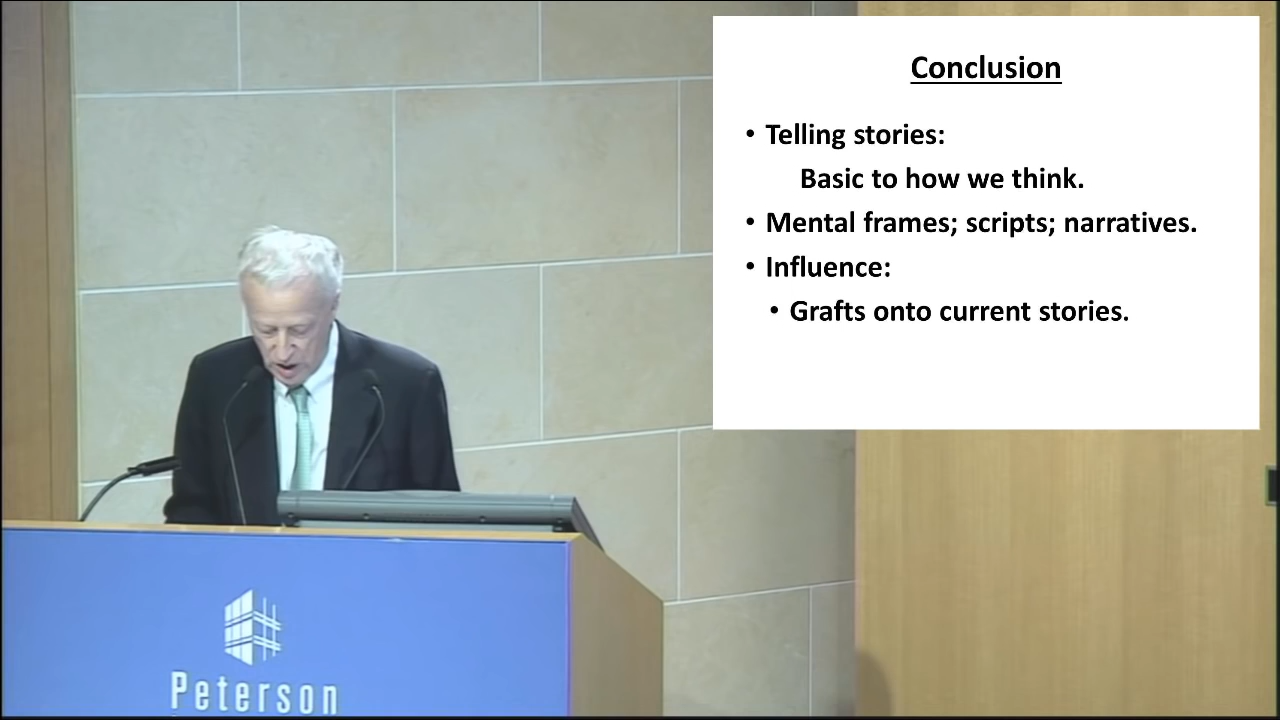 Conclusion
• Telling stories:
Basic to how we think.
• Mental frames; scripts; narratives.
• Influence:
• Grafts onto current stories.
Peterson